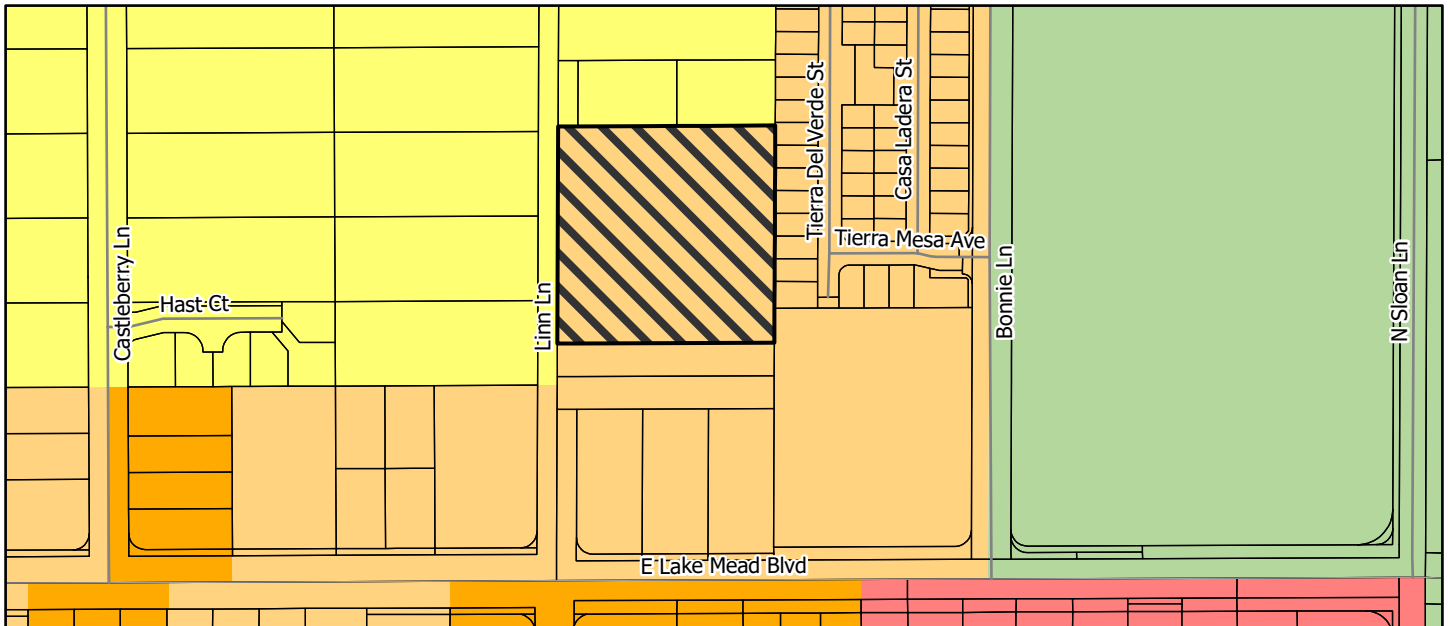 Castleberry Ln
Hast Ct
Linn Ln
Tierra Del Verde St
Casa Ladera St
Tierra Mesa Ave
Bonnie Ln
N Sloan Ln
E Lake Mead Blvd